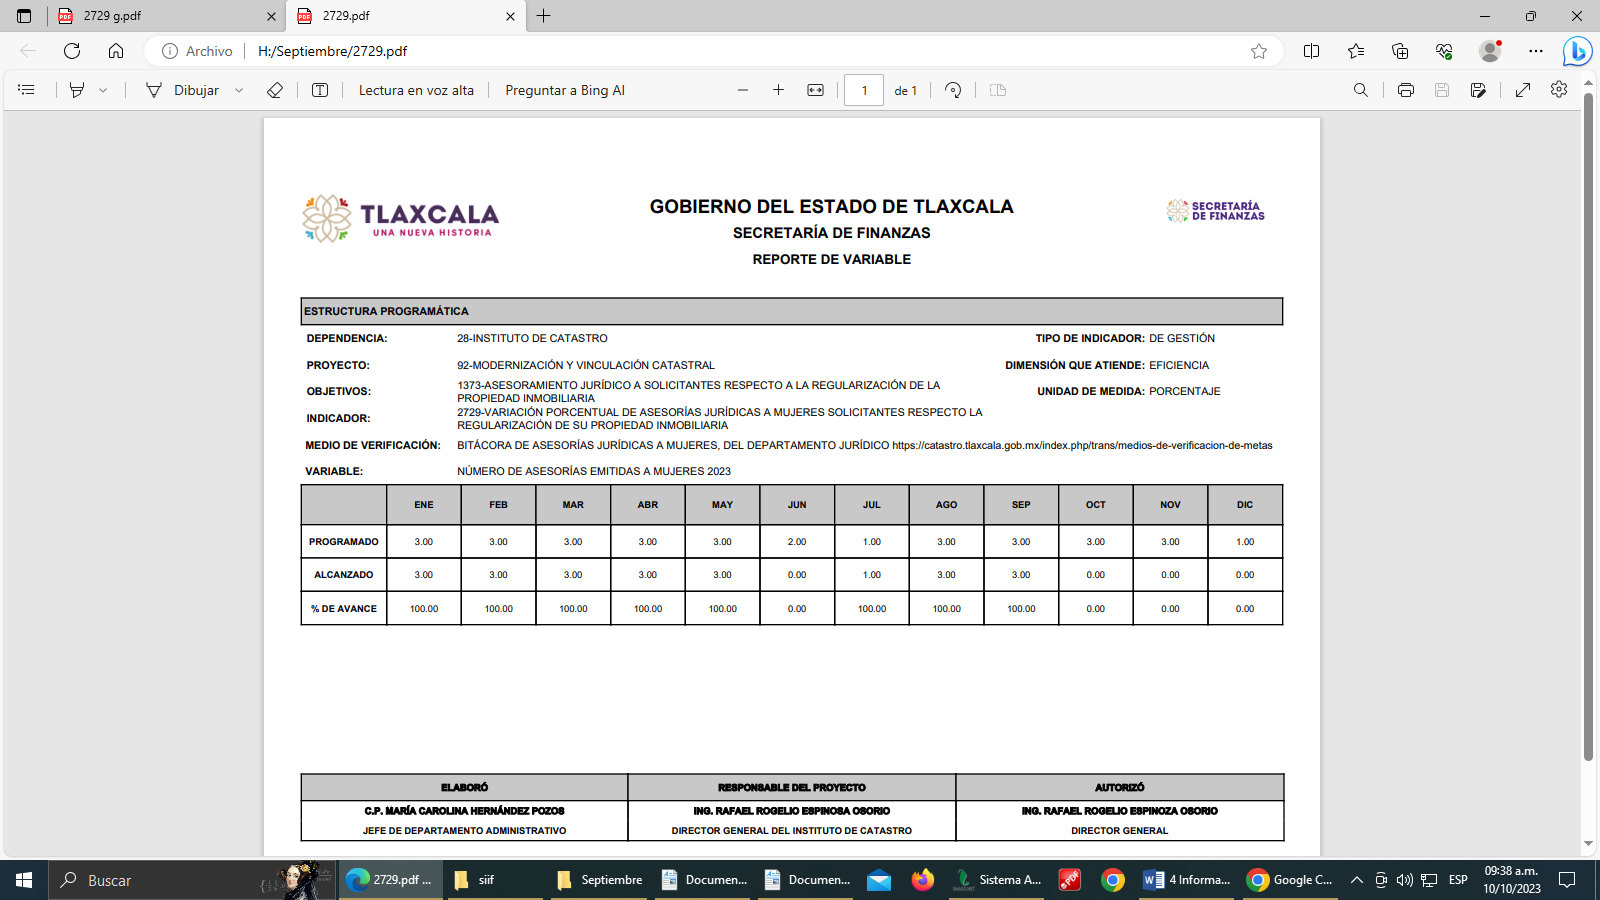 2729 g.pdf
2729.pdf
Archivo
H:/Septiembre/2729.pdf
Dibujar
Lectura en voz alta
Preguntar a Bing AI
1
de 1
TLAXCALA
UNA NUEVA HISTORIA
GOBIERNO DEL ESTADO DE TLAXCALA
SECRETARÍA DE FINANZAS
REPORTE DE VARIABLE
SECRETARÍA
DE FINANZAS
ESTRUCTURA PROGRAMÁTICA
DEPENDENCIA: 28-INSTITUTO DE CATASTRO TIPO DE INDICADOR: DE GESTIÓN
PROYECTO: 92-MODERNIZACIÓN Y VINCULACIÓN CATASTRAL DIMENSIÓN QUE ATIENDE: EFICIENCIA
OBJETIVOS: 1373-ASESORAMIENTO JURÍDICO A SOLICITANTES RESPECTO A LA REGULARIZACIÓN DE LA
PROPIEDAD INMOBILIARIA
UNIDAD DE MEDIDA: PORCENTAJE
INDICADOR: 2729-VARIACIÓN PORCENTUAL DE ASESORÍAS JURÍDICAS A MUJERES SOLICITANTES RESPECTO LA
REGULARIZACIÓN DE SU PROPIEDAD INMOBILIARIA
MEDIO DE VERIFICACIÓN: BITÁCORA DE ASESORÍAS JURÍDICAS A MUJERES, DEL DEPARTAMENTO JURÍDICO https://catastro.tlaxcala.gob.mx/index.php/trans/medios-de-verificacion-de-metas
VARIABLE: NÚMERO DE ASESORÍAS EMITIDAS A MUJERES 2023
ENE FEB MAR ABR MAY JUN JUL AGO SEP OCT NOV DIC
PROGRAMADO 3.00 3.00 3.00 3.00 3.00 2.00 1.00 3.00 3.00 3.00 3.00 1.00
ALCANZADO 3.00 3.00 3.00 3.00 3.00 0.00 1.00 3.00 3.00 0.00 0.00 0.00
% DE AVANCE 100.00 100.00 100.00 100.00 100.00 0.00 100.00 100.00 100.00 0.00 0.00 0.00
ELABORÓ RESPONSABLE DEL PROYECTO AUTORIZÓ
C.P. MARÍA CAROLINA HERNÁNDEZ POZOS ING. RAFAEL ROGELIO ESPINOSA OSORIO ING. RAFAEL ROGELIO ESPINOZA OSORIO
JEFE DE DEPARTAMENTO ADMINISTRATIVO DIRECTOR GENERAL DEL INSTITUTO DE CATASTRO DIRECTOR GENERAL
Buscar
2729.pdf ...
siif
Septiembre
Documen...
Documen...
Sistema A...
PDF
4 Informa...
Google C...
ESP
09:38 a.m.
10/10/2023